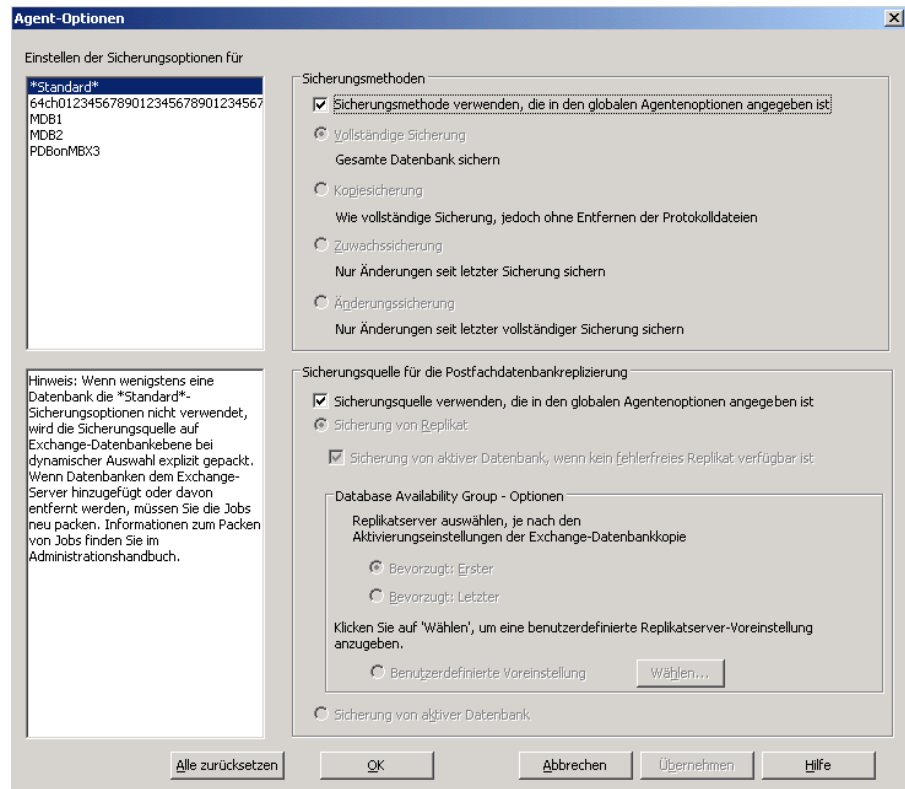 Agent-Optionen
Einstellen der Sicherungsoptionen für
*Standard*
64ch0123456789012345678901234567
MDB1
MDB2
PDBonMBX3
Sicherungsmethoden
Sicherungsmethode verwenden, die in den globalen Agentenoptionen angegeben ist
Vollständige Sicherung
Gesamte Datenbank sichern
Kopiesicherung
Wie vollständige Sicherung, jedoch ohne Entfernen der Protokolldateien
Zuwachssicherung
Nur Änderungen seit letzter Sicherung sichern
Änderungssicherung
Nur Änderungen seit letzter vollständiger Sicherung sichern
Hinweis: Wenn wenigstens eine
Datenbank die *Standard*-
Sicherungsoptionen nicht verwendet,
wird die Sicherungsquelle auf
Exchange-Datenbankebene bei
dynamischer Auswahl explizit gepackt.
Wenn Datenbanken dem Exchange-
Server hinzugefügt oder davon
entfernt werden, müssen Sie die Jobs
neu packen. Informationen zum Packen
von Jobs finden Sie im
Administrationshandbuch.
Sicherungsquelle für die Postfachdatenbankreplizierung
Sicherungsquelle verwenden, die in den globalen Agentenoptionen angegeben ist
Sicherung von Replikat
Sicherung von aktiver Datenbank, wenn kein fehlerfreies Replikat verfügbar ist
Database Availability Group - Optionen
Replikatserver auswählen, je nach den
Aktivierungseinstellungen der Exchange-Datenbankkopie
Bevorzugt: Erster
Bevorzugt: Letzter
Klicken Sie auf 'Wählen', um eine benutzerdefinierte Replikatserver-Voreinstellung
anzugeben.
Benutzerdefinierte Voreinstellung
Wählen...
Sicherung von aktiver Datenbank
Alle zurücksetzen
OK
Abbrechen
Übernehmen
Hilfe